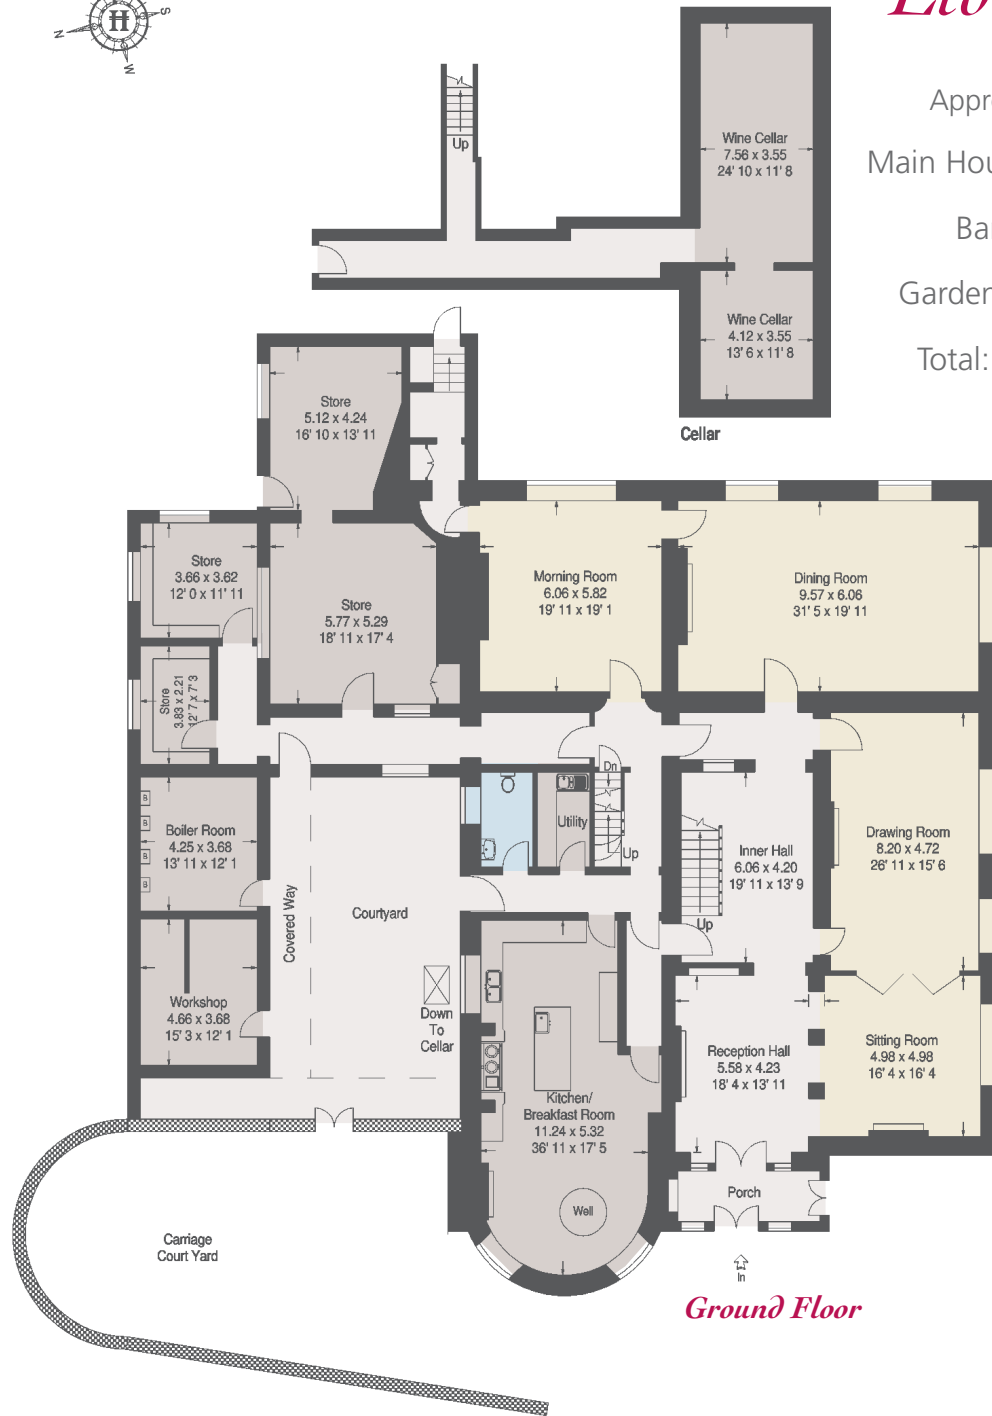 S
N
H
W
Appr
Main Hou
Ba
Garden
Total:
Up
Wine Cellar
7.56 x 3.55
24' 10 x 11' 8
Wine Cellar
4.12 x 3.55
13' 6 x 11' 8
Cellar
Store
5.12 x 4.24
16' 10 x 13' 11
Store
3.66 x 3.62
12' 0 x 11' 11
Store
5.77 x 5.29
18' 11 x 17' 4
Morning Room
6.06 x 5.82
19' 11 x 19' 1
Dining Room
9.57 x 6.06
31' 5 x 19' 11
Store
3.83 x 2.21
12' 7 x 7' 3
Dn
Boiler Room
4.25 x 3.68
13' 11 x 12' 1
B
B
B
B
Utility
Up
Inner Hall
6.06 x 4.20
19' 11 x 13' 9
Up
Drawing Room
8.20 x 4.72
26' 11 x 15' 6
Covered Way
Courtyard
Workshop
4.66 x 3.68
15' 3 x 12' 1
Down
To
Cellar
Kitchen/
Breakfast Room
11.24 x 5.32
36' 11 x 17' 5
Reception Hall
5.58 x 4.23
18' 4 x 13' 11
Sitting Room
4.98 x 4.98
16' 4 x 16' 4
Well
Porch
In
Carriage
Court Yard
Ground Floor